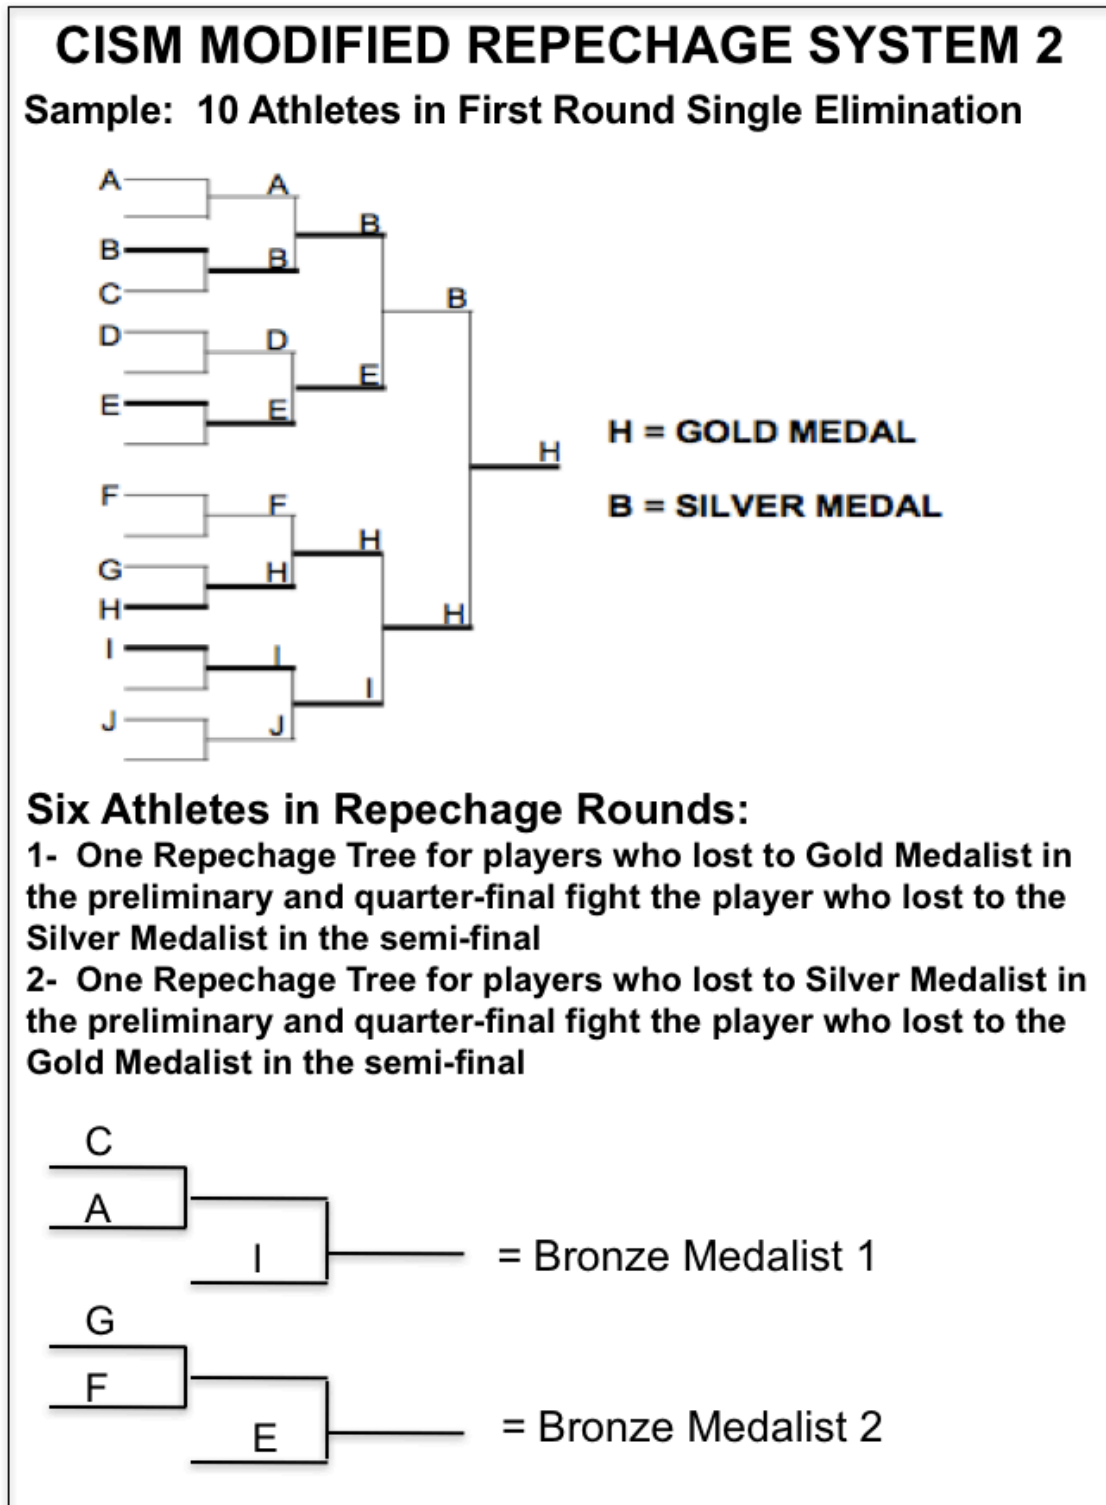 CISM MODIFIED REPECHAGE SYSTEM 2
Sample: 10 Athletes in First Round Single Elimination
A
B
C
D
E
F
G
H
I
J
A
B
D
E
F
H
I
J
B
E
H
I
B
H
H
H = GOLD MEDAL
B = SILVER MEDAL
Six Athletes in Repechage Rounds:
1- One Repechage Tree for players who lost to Gold Medalist in
the preliminary and quarter-final fight the player who lost to the
Silver Medalist in the semi-final
2- One Repechage Tree for players who lost to Silver Medalist in
the preliminary and quarter-final fight the player who lost to the
Gold Medalist in the semi-final
C
A
I
= Bronze Medalist 1
G
F
E
= Bronze Medalist 2